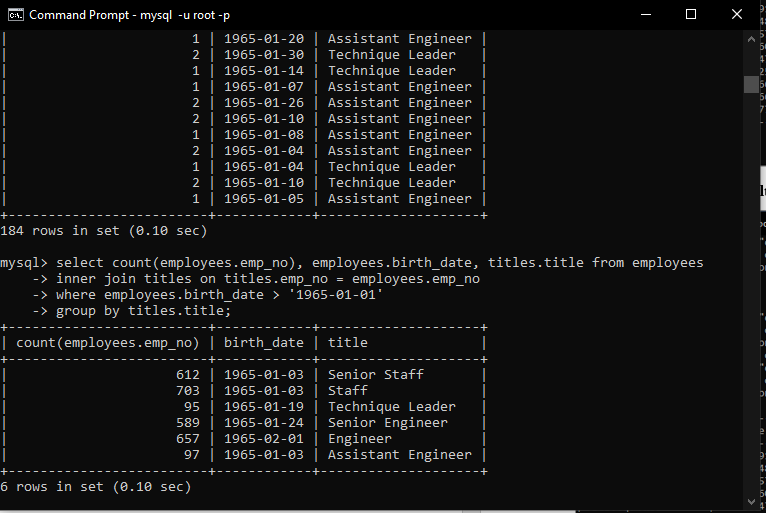 Command Prompt - mysql -u root -p
| 1 | 1965-01-20 | Assistant Engineer |
| 2 | 1965-01-30 | Technique Leader |
| 1 | 1965-01-14 | Technique Leader |
| 1 | 1965-01-07 | Assistant Engineer |
| 2 | 1965-01-26 | Assistant Engineer |
| 2 | 1965-01-10 | Assistant Engineer |
| 1 | 1965-01-08 | Assistant Engineer |
| 2 | 1965-01-04 | Assistant Engineer |
| 1 | 1965-01-04 | Technique Leader |
| 2 | 1965-01-10 | Technique Leader |
| 1 | 1965-01-05 | Assistant Engineer |
+-------------------------+------------+--------------------+
184 rows in set (0.10 sec)
mysql> select count(employees.emp_no), employees.birth_date, titles.title from employees
-> inner join titles on titles.emp_no = employees.emp_no
-> where employees.birth_date > '1965-01-01'
-> group by titles.title;
+-------------------------+------------+--------------------+
| count(employees.emp_no) | birth_date | title |
+-------------------------+------------+--------------------+
| 612 | 1965-01-03 | Senior Staff |
| 703 | 1965-01-03 | Staff |
| 95 | 1965-01-19 | Technique Leader |
| 589 | 1965-01-24 | Senior Engineer |
| 657 | 1965-02-01 | Engineer |
| 97 | 1965-01-03 | Assistant Engineer |
+-------------------------+------------+--------------------+
6 rows in set (0.10 sec)